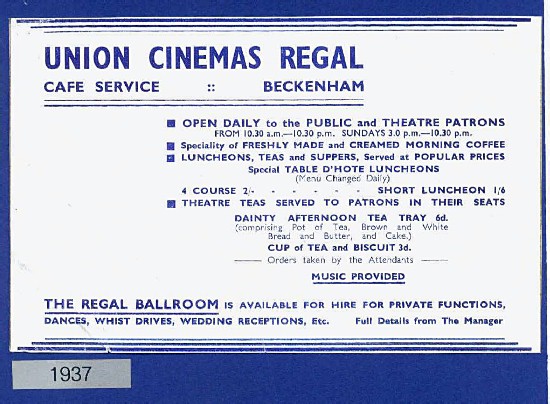 UNION CINEMAS REGAL
CAFE SERVICE :: BECKENHAM
OPEN DAILY to the PUBLIC and THEATRE PATRONS
FROM 10.30 a.m.—10.30 p.m. SUNDAYS 3.0 p.m.—10.30 p.m.
Speciality of FRESHLY MADE and CREAMED MORNING COFFEE
LUNCHEONS, TEAS and SUPPERS, Served at POPULAR PRICES
Special TABLE D'HOTE LUNCHEONS
(Menu Changed Daily)
4 COURSE 2/- - - - - - - SHORT LUNCHEON 1/6
THEATRE TEAS SERVED TO PATRONS IN THEIR SEATS
DAINTY AFTERNOON TEA TRAY 6d.
(comprising Pot of Tea, Brown and White
Bread and Butter, and Cake.)
CUP of TEA and BISCUIT 3d.
—— Orders taken by the Attendants ——
MUSIC PROVIDED
THE REGAL BALLROOM IS AVAILABLE FOR HIRE FOR PRIVATE FUNCTIONS,
DANCES, WHIST DRIVES, WEDDING RECEPTIONS, Etc. Full Details from The Manager
1937